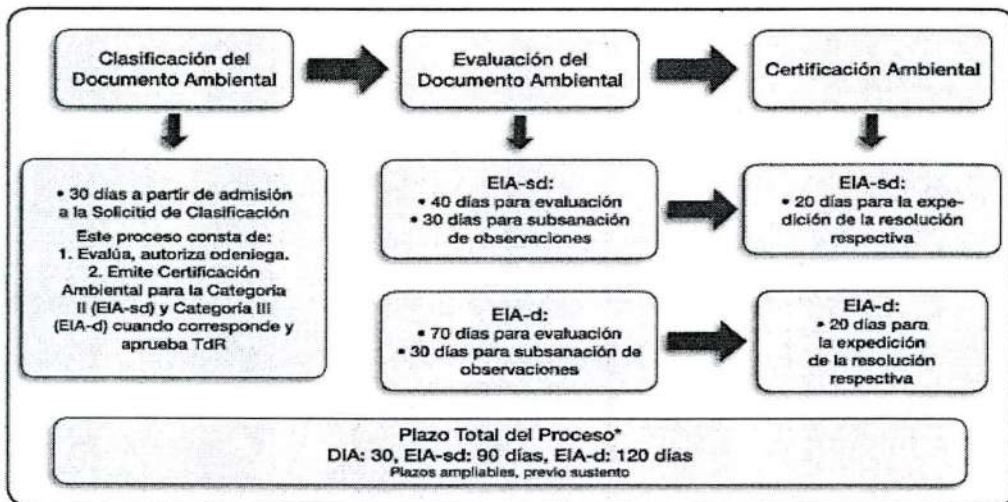 Clasificación del
Documento Ambiental
Evaluación del
Documento Ambiental
Certificación Ambiental
• 30 días a partir de admisión
a la Solicitid de Clasificación
Este proceso consta de:
1. Evalúa, autoriza odeniega.
2. Emite Certificación
Ambiental para la Categoría
II (EIA-sd) y Categoría III
(EIA-d) cuando corresponde y
aprueba TdR
EIA-sd:
• 40 días para evaluación
• 30 días para subsanación
de observaciones
EIA-sd:
• 20 días para la expe-
dición de la resolución
respectiva
EIA-d:
• 70 días para evaluación
• 30 días para subsanación de
observaciones
EIA-d:
• 20 días para
la expedición
de la resolución
respectiva
Plazo Total del Proceso*
DIA: 30, EIA-sd: 90 días, EIA-d: 120 días
Plazos ampliables, previo sustento